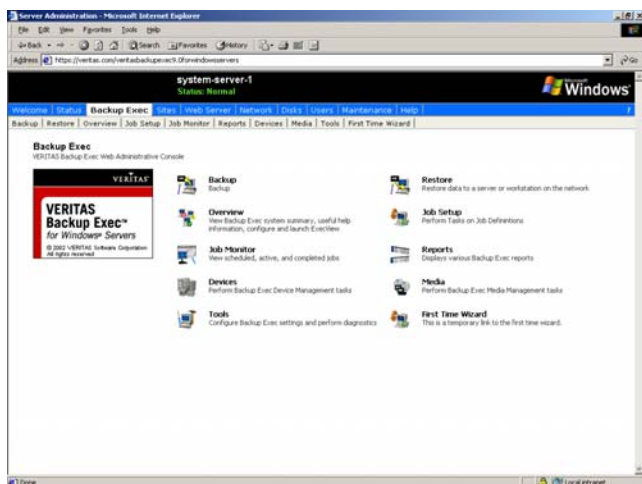 Server Administration - Microsoft Internet Explorer
File Edit View Favorites Tools Help
Back Search Favorites History
Address https://veritas.com/veritasbackupexec9.0forwindowsservers Go
system-server-1
Status: Normal
Microsoft Windows
Welcome Status Backup Exec Sites Web Server Network Disks Users Maintenance Help ?
Backup Restore Overview Job Setup Job Monitor Reports Devices Media Tools First Time Wizard
Backup Exec
VERITAS Backup Exec Web Administrative Console
VERITAS
VERITAS
Backup Exec™
for Windows® Servers
© 2002 VERITAS Software Corporation
All rights reserved
Backup
Backup
Restore
Restore data to a server or workstation on the network
Overview
View Backup Exec system summary, useful help
information, configure and launch ExecView
Job Setup
Perform Tasks on Job Definitions
Job Monitor
View scheduled, active, and completed jobs
Reports
Displays various Backup Exec reports
Devices
Perform Backup Exec Device Management tasks
Media
Perform Backup Exec Media Management tasks
Tools
Configure Backup Exec settings and perform diagnostics
First Time Wizard
This is a temporary link to the first time wizard.
Done
Local intranet